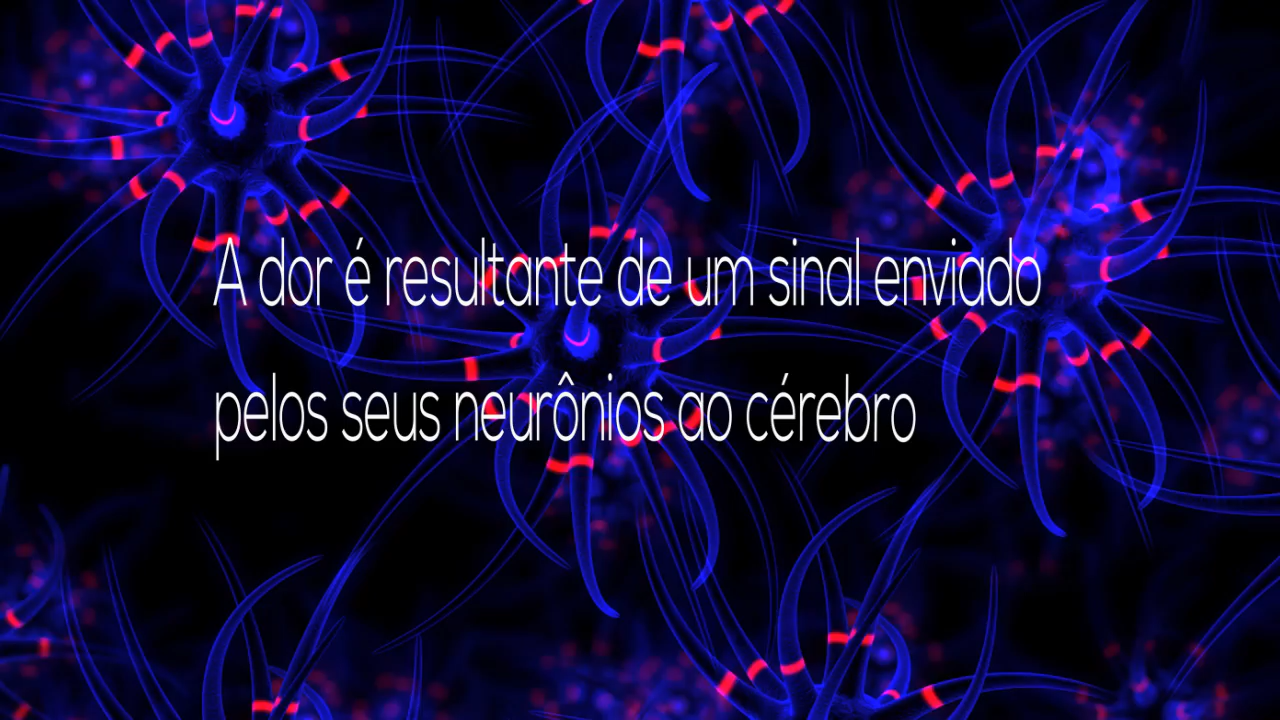 A dor é resultante de um sinal enviado
pelos seus neurônios ao cérebro